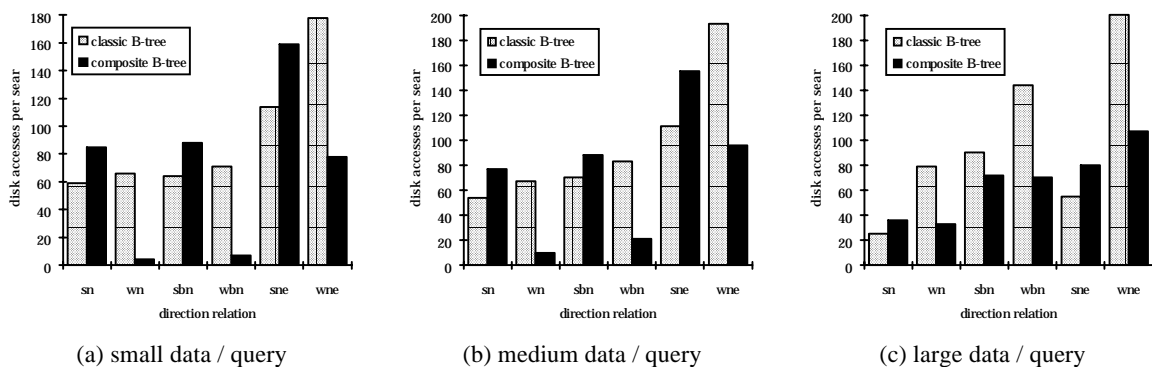 disk accesses per sear
180
160
140
120
100
80
60
40
20
0
classic B-tree
composite B-tree
sn wn sbn wbn sne wne
direction relation
(a) small data / query
disk accesses per sear
200
180
160
140
120
100
80
60
40
20
0
classic B-tree
composite B-tree
sn wn sbn wbn sne wne
direction relation
(b) medium data / query
disk accesses per sear
200
180
160
140
120
100
80
60
40
20
0
classic B-tree
composite B-tree
sn wn sbn wbn sne wne
direction relation
(c) large data / query